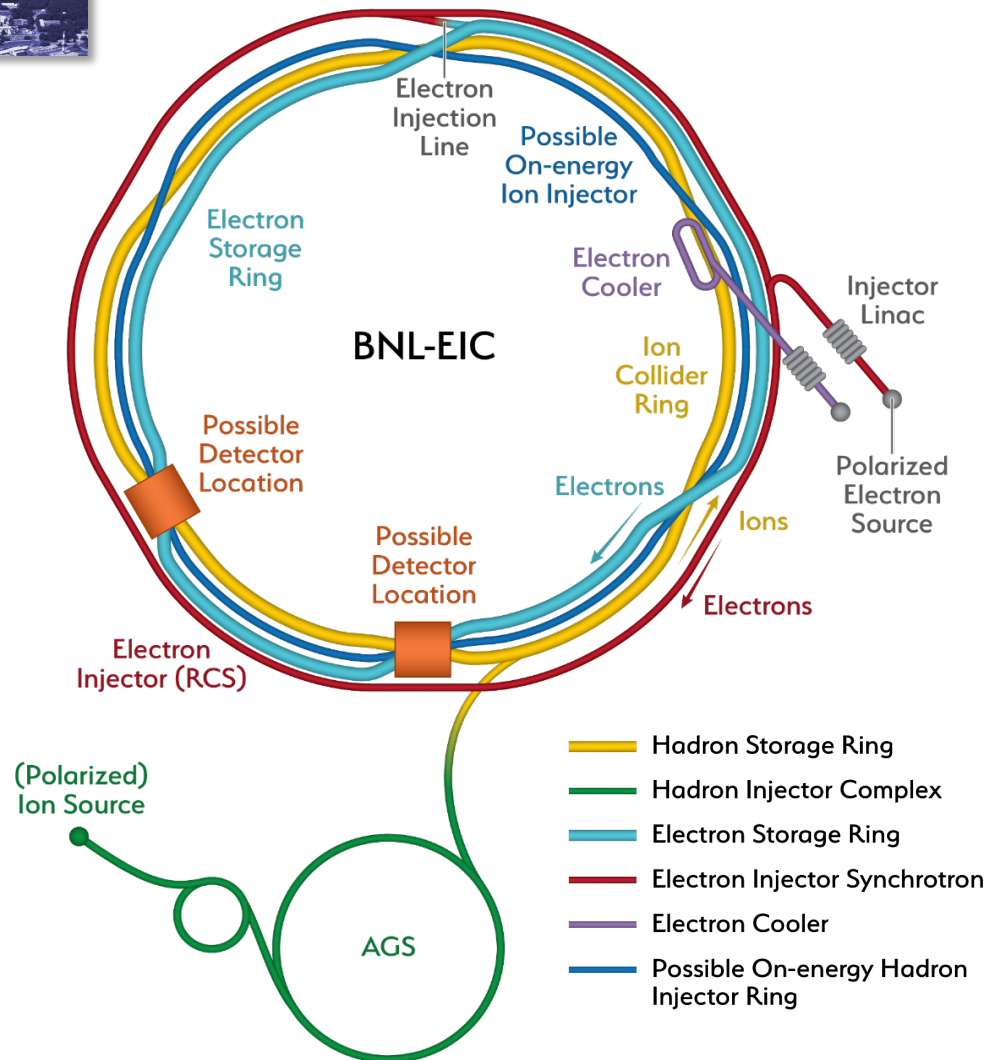 Electron
Injection
Line
Possible
On-energy
Ion Injector
Electron
Storage
Ring
Electron
Cooler
Injector
Linac
BNL-EIC
Ion
Collider
Ring
Possible
Detector
Location
Polarized
Electron
Source
Electrons
Ions
Possible
Detector
Location
Electrons
Electron
Injector (RCS)
(Polarized)
Ion Source
AGS
Hadron Storage Ring
Hadron Injector Complex
Electron Storage Ring
Electron Injector Synchrotron
Electron Cooler
Possible On-energy Hadron
Injector Ring